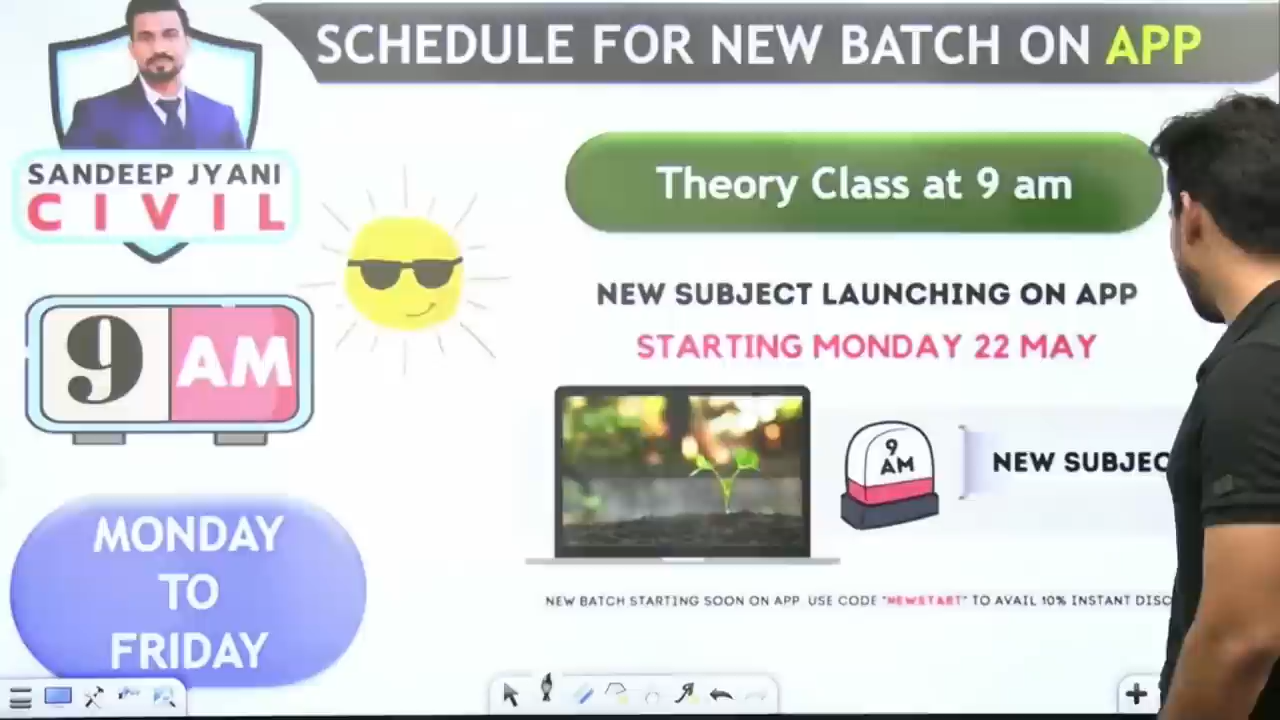 SCHEDULE FOR NEW BATCH ON APP
SANDEEP JYANI
CIVIL
Theory Class at 9 am
NEW SUBJECT LAUNCHING ON APP
STARTING MONDAY 22 MAY
9 AM
9
AM
NEW SUBJEC
MONDAY
TO
FRIDAY
NEW BATCH STARTING SOON ON APP USE CODE "NEWSTART" TO AVAIL 10% INSTANT DISC